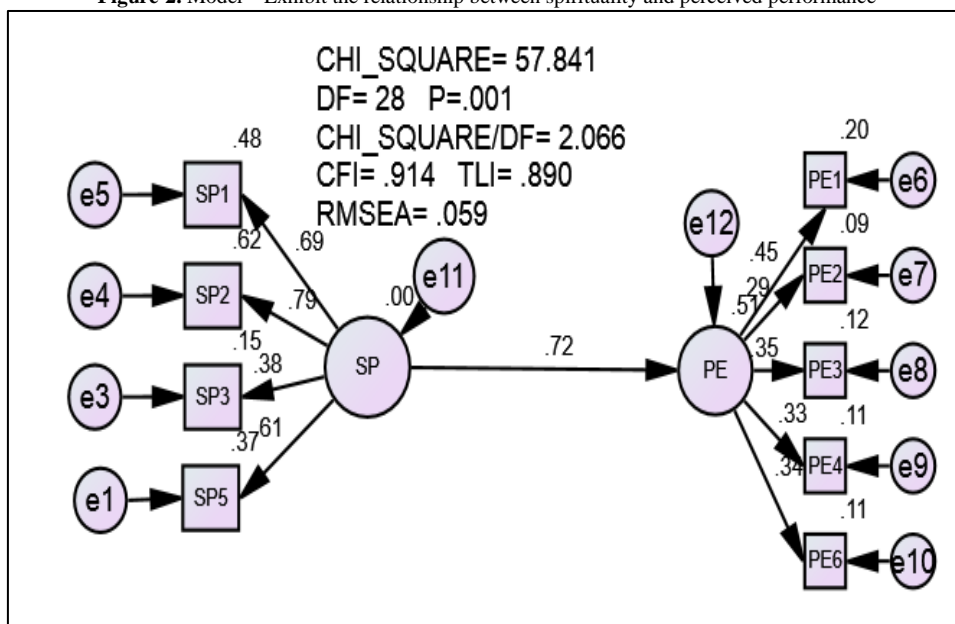 Figure 2. Model – Exhibit the relationship between spirituality and perceived performance
CHI_SQUARE= 57.841
DF= 28 P=.001
CHI_SQUARE/DF= 2.066
CFI= .914 TLI= .890
RMSEA= .059
.48
e5
SP1
.62
.69
e4
SP2
.79
.15
.38
e3
SP3
.61
.37
e1
SP5
.00
e11
SP
.72
e12
.51
PE
.20
PE1
e6
.45
.09
PE2
e7
.29
.12
PE3
e8
.35
.11
PE4
e9
.33
.11
PE6
e10
.34